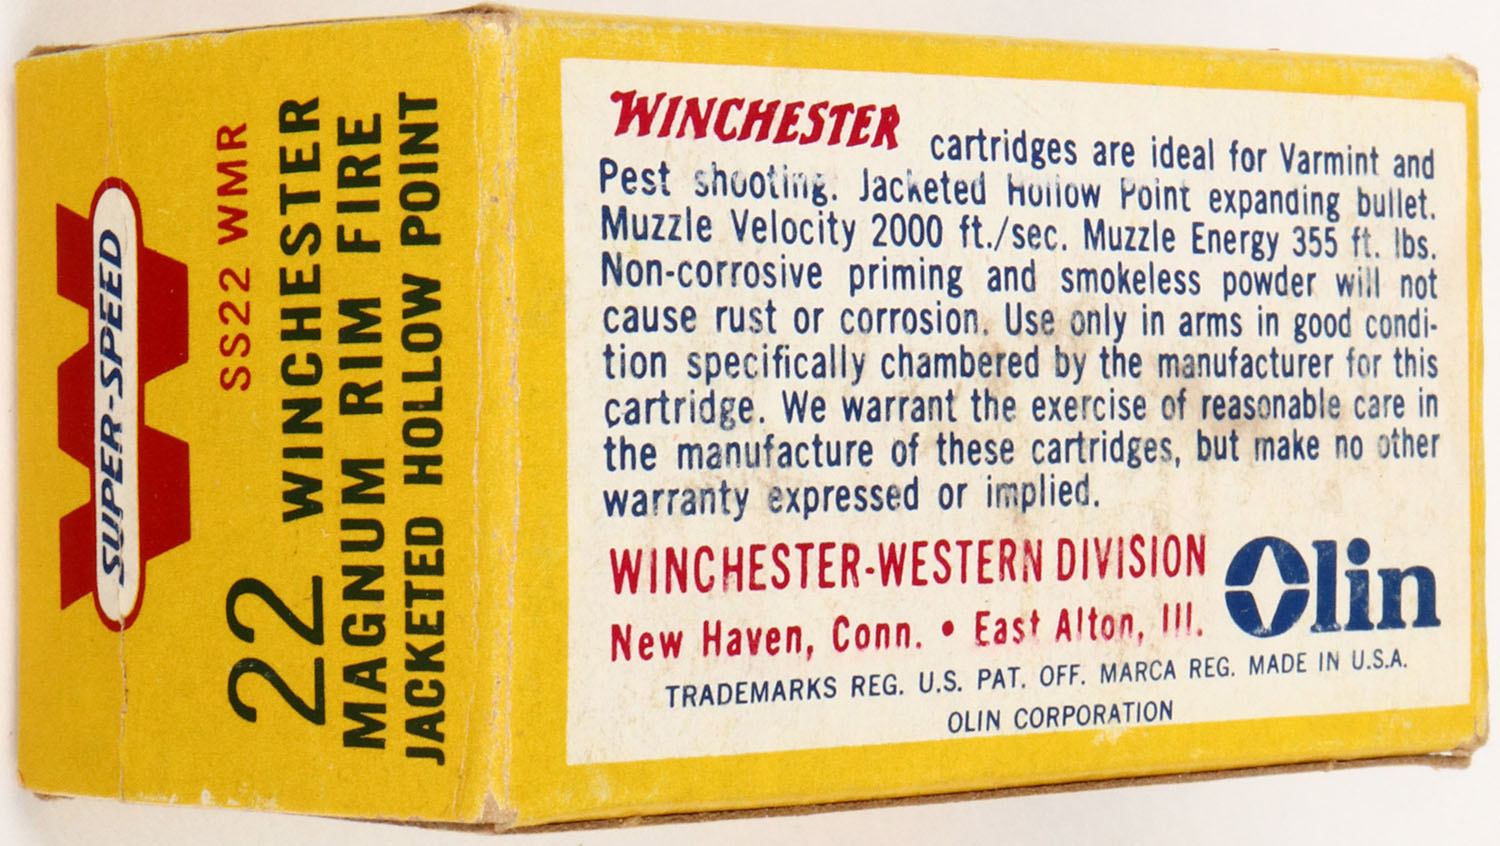 SUPER-SPEED
SS22 WMR
22 WINCHESTER
MAGNUM RIM FIRE
JACKETED HOLLOW POINT
WINCHESTER cartridges are ideal for Varmint and
Pest shooting. Jacketed Hollow Point expanding bullet.
Muzzle Velocity 2000 ft./sec. Muzzle Energy 355 ft. lbs.
Non-corrosive priming and smokeless powder will not
cause rust or corrosion. Use only in arms in good condi-
tion specifically chambered by the manufacturer for this
cartridge. We warrant the exercise of reasonable care in
the manufacture of these cartridges, but make no other
warranty expressed or implied.
WINCHESTER-WESTERN DIVISION
New Haven, Conn. • East Alton, Ill.
Olin
TRADEMARKS REG. U.S. PAT. OFF. MARCA REG. MADE IN U.S.A.
OLIN CORPORATION